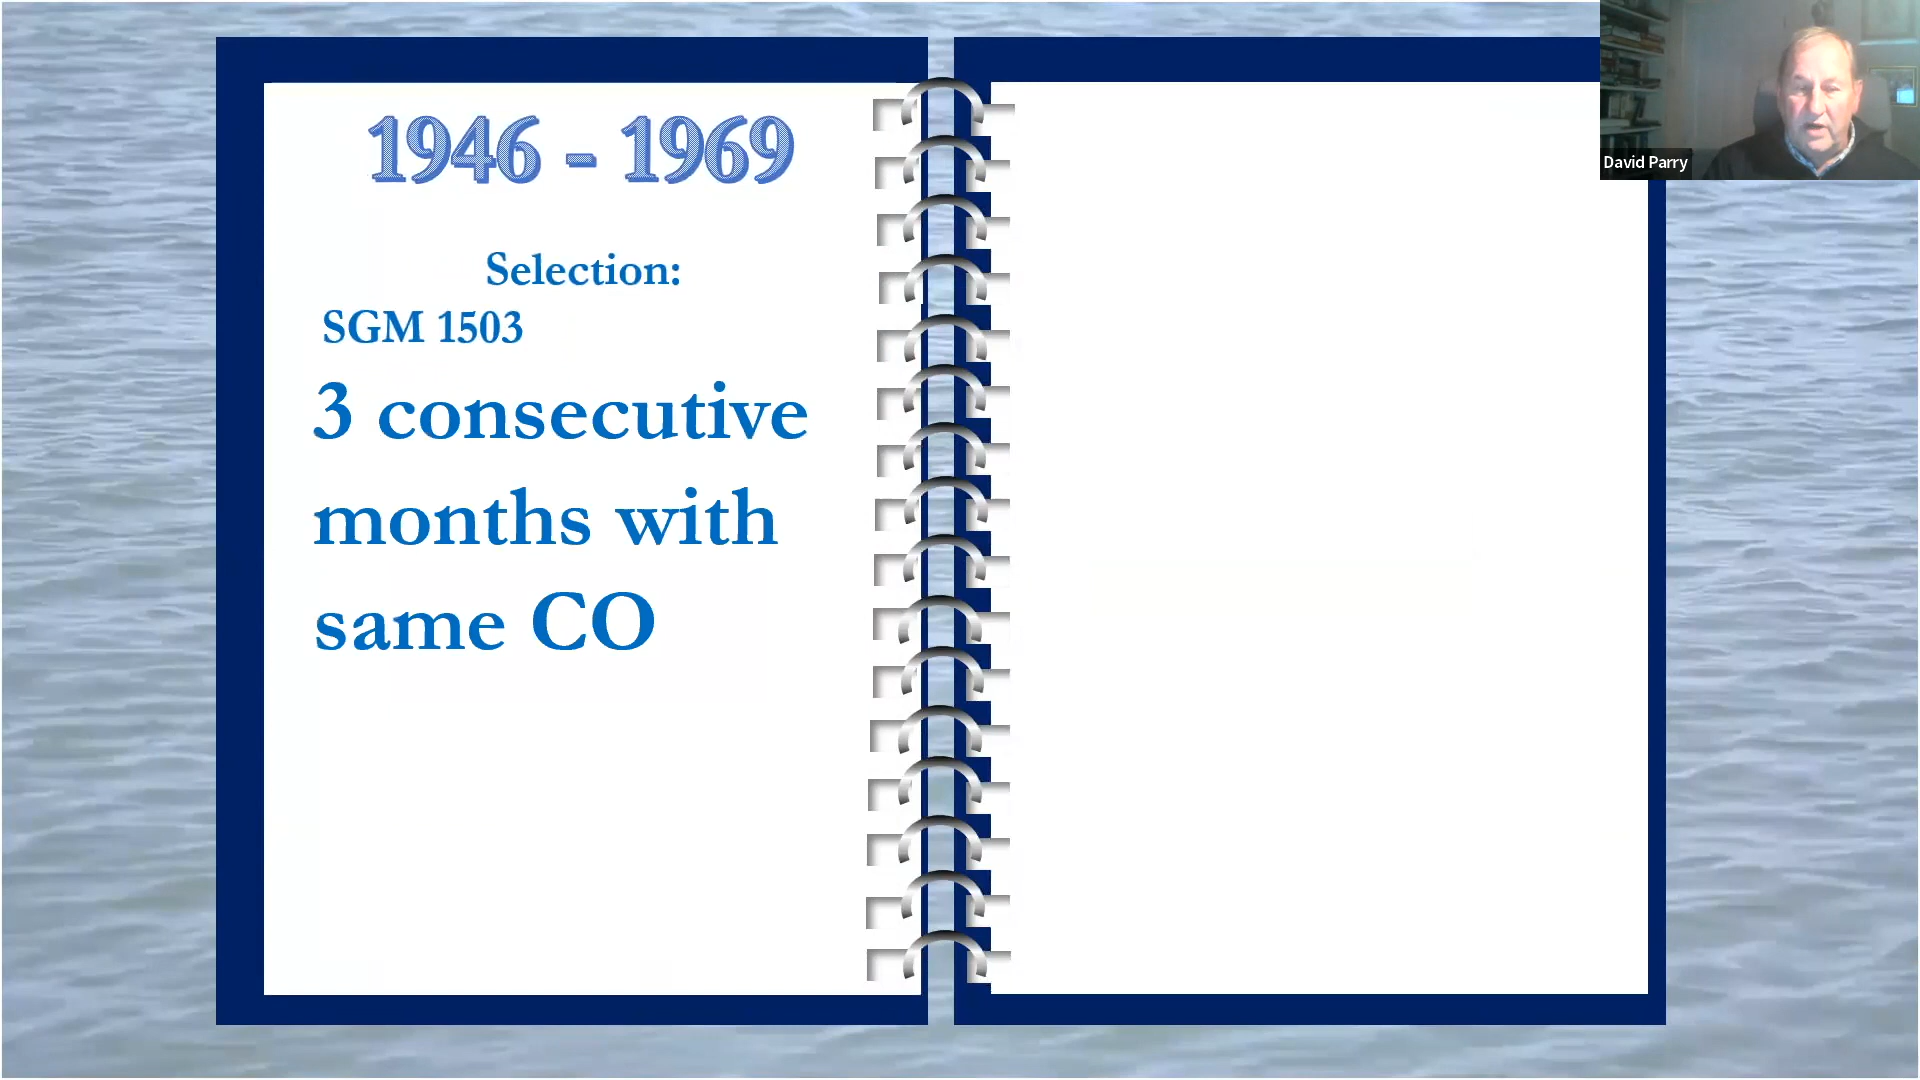 1946 - 1969
Selection:
SGM 1503
3 consecutive
months with
same CO
David Parry